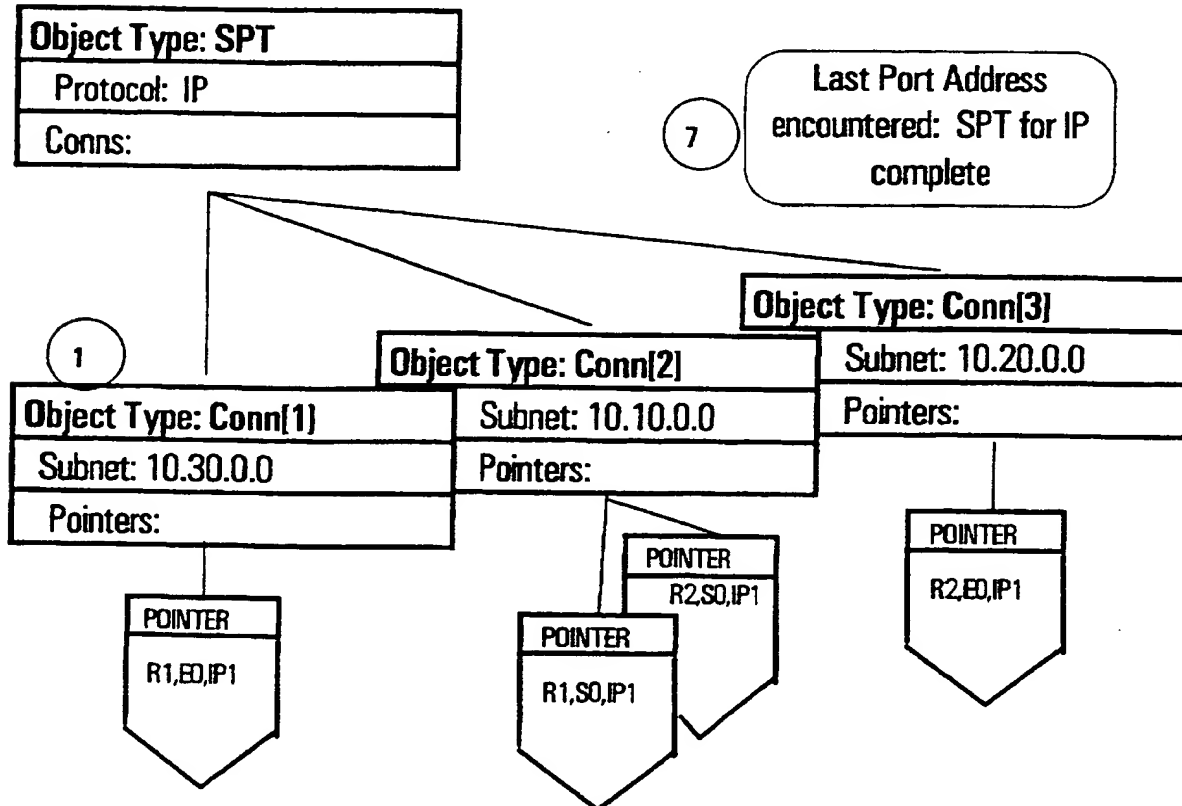 Object Type: SPT
Protocol: IP
Conns:
7
Last Port Address
encountered: SPT for IP
complete
1
Object Type: Conn[1]
Subnet: 10.30.0.0
Pointers:
Object Type: Conn[2]
Subnet: 10.10.0.0
Pointers:
Object Type: Conn[3]
Subnet: 10.20.0.0
Pointers:
POINTER
R1,E0,IP1
POINTER
R1,S0,IP1
POINTER
R2,S0,IP1
POINTER
R2,E0,IP1